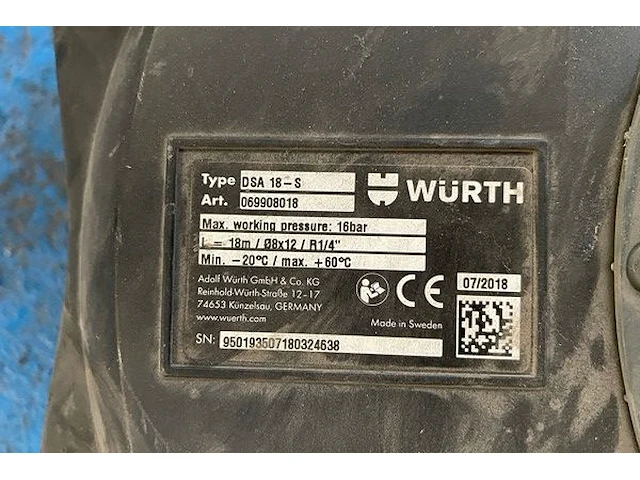 Type DSA 18-S
WÜRTH
Art. 069908018
Max. working pressure: 16bar
L = 18m / Ø8x12 / R1/4"
Min. -20°C / max. +60°C
Adolf Würth GmbH & Co. KG
Reinhold-Würth-Straße 12-17
74653 Künzelsau, GERMANY
www.wuerth.com
CE
07/2018
Made in Sweden
SN: 950193507180324638